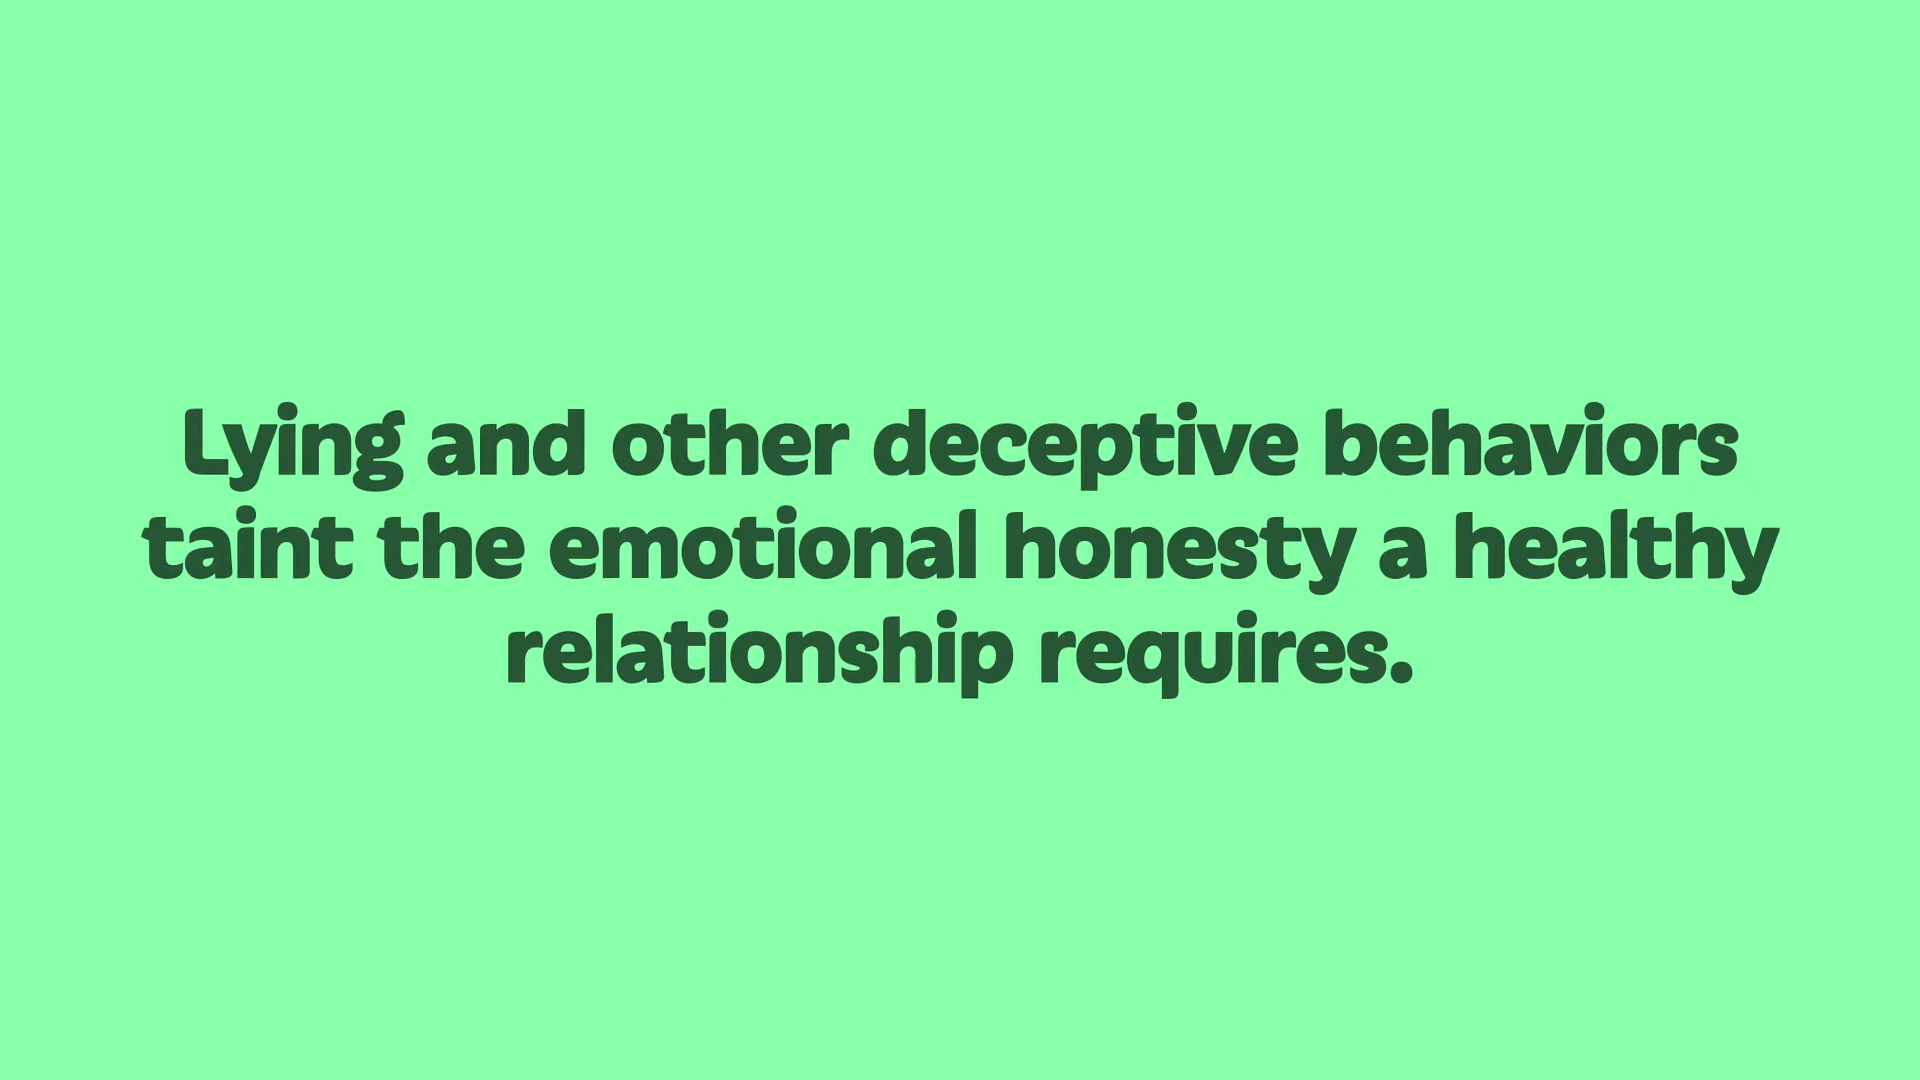 Lying and other deceptive behaviors
taint the emotional honesty a healthy
relationship requires.